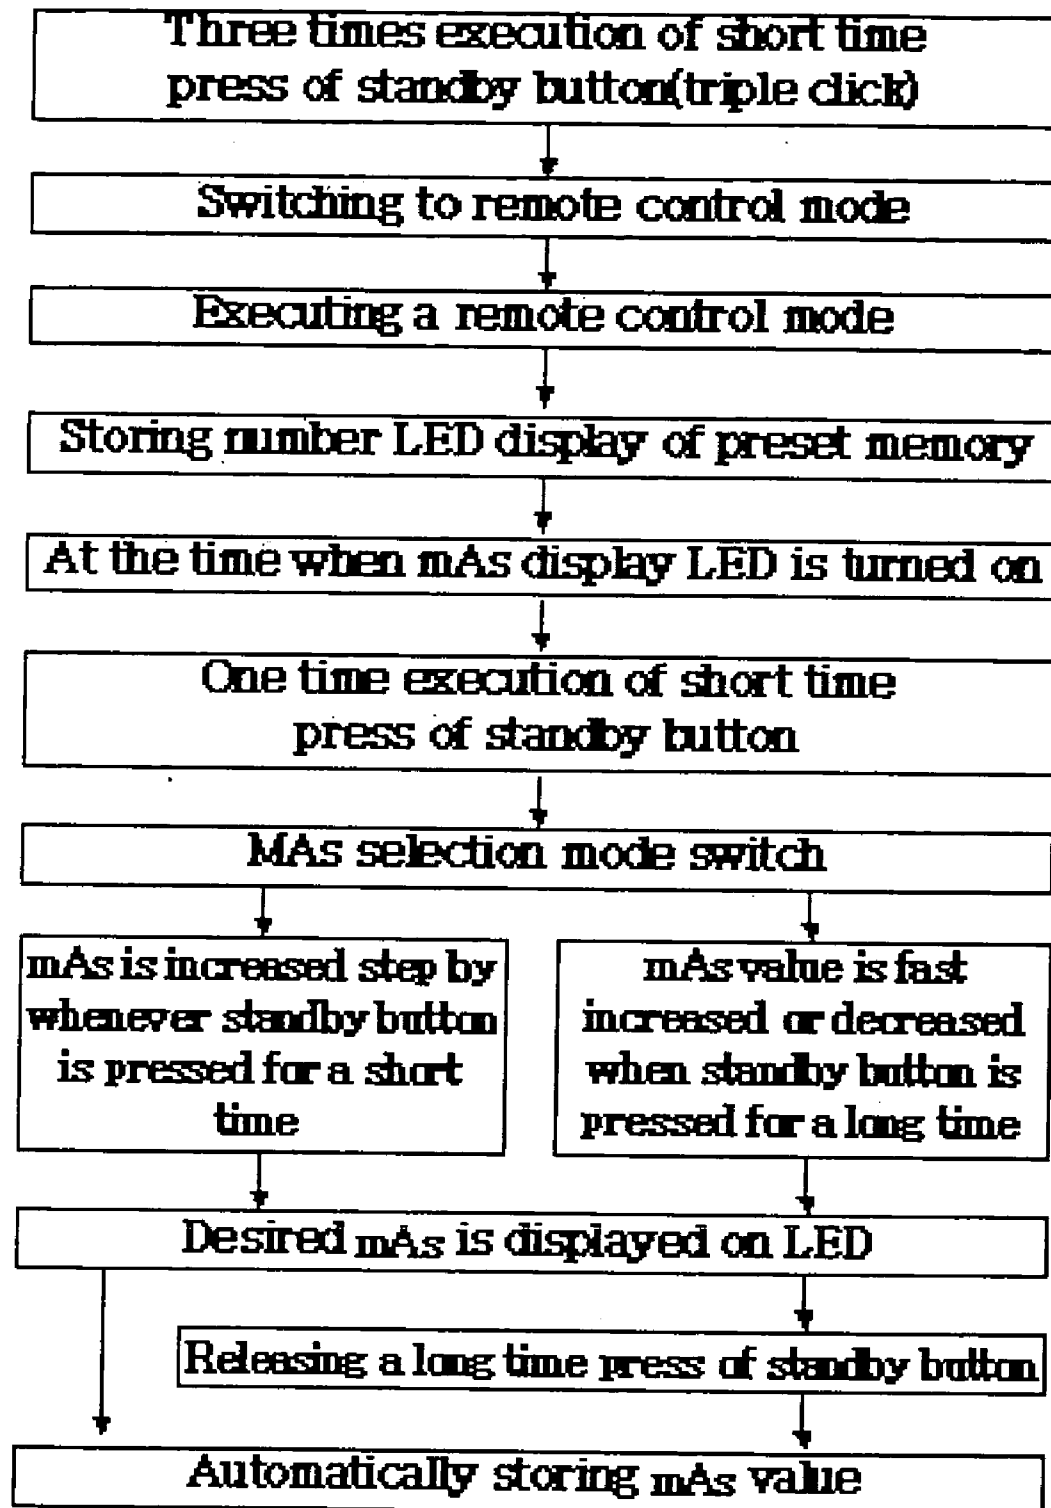 Three times execution of short time
press of standby button(triple click)
Switching to remote control mode
Executing a remote control mode
Storing number LED display of preset memory
At the time when mAs display LED is turned on
One time execution of short time
press of standby button
MAs selection mode switch
mAs is increased step by
whenever standby button
is pressed for a short
time
mAs value is fast
increased or decreased
when standby button is
pressed for a long time
Desired mAs is displayed on LED
Releasing a long time press of standby button
Automatically storing mAs value